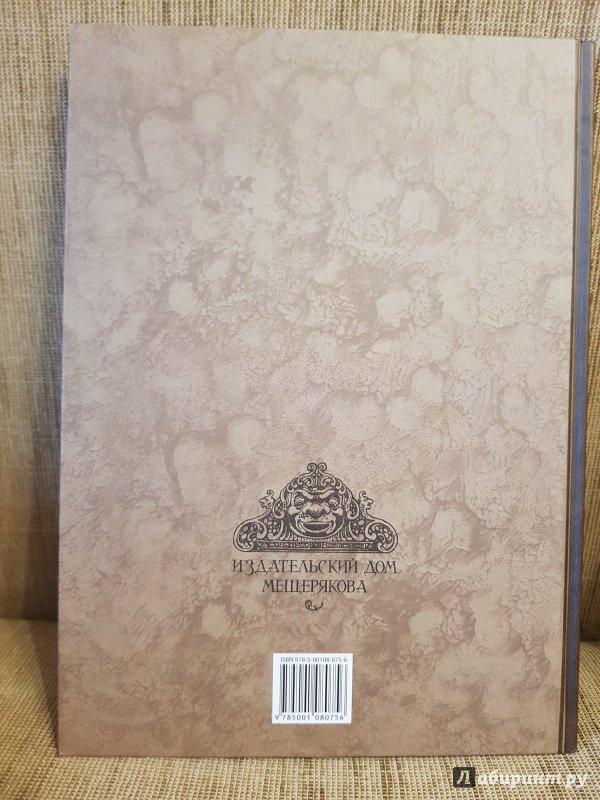 ИЗДАТЕЛЬСКИЙ ДОМ
МЕЩЕРЯКОВА
ISBN 978-5-00108-075-6
9 785001 080756
Лабиринт.ру